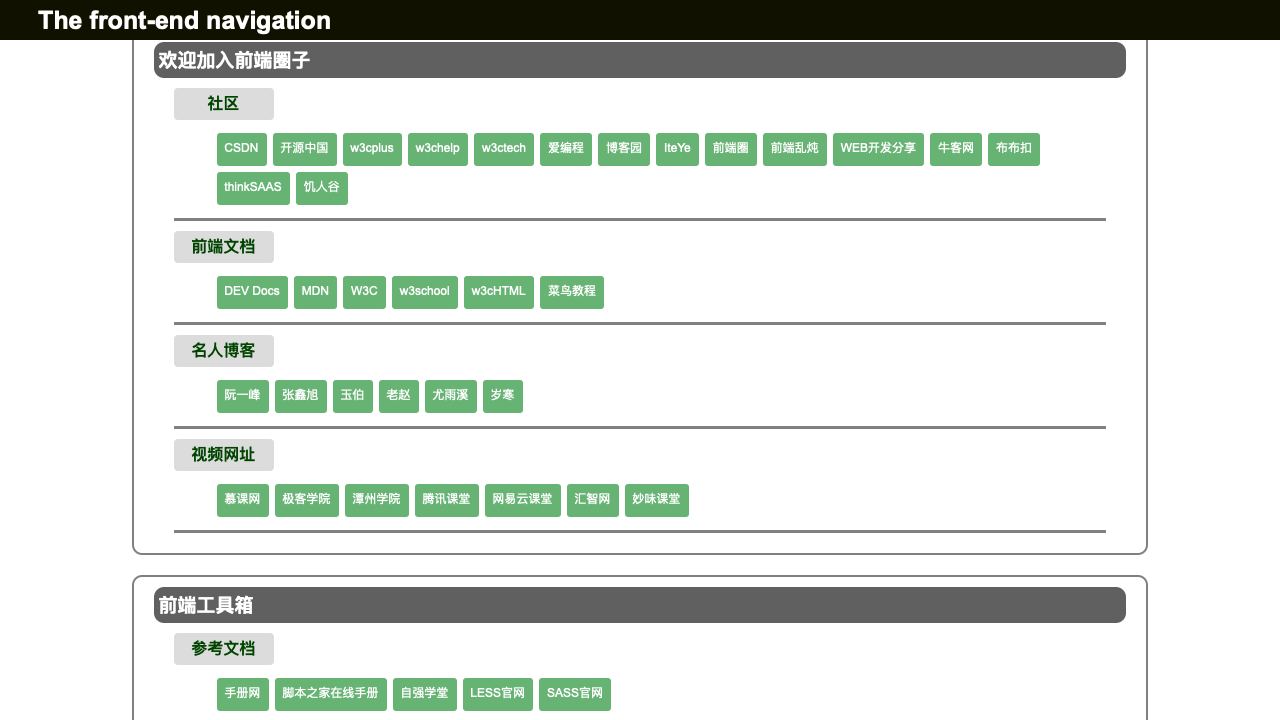 The front-end navigation
欢迎加入前端圈子
社区
CSDN 开源中国 w3cplus w3chelp w3ctech 爱编程 博客园 IteYe 前端圈 前端乱炖 WEB开发分享 牛客网 布布扣
thinkSAAS 饥人谷
前端文档
DEV Docs MDN W3C w3school w3cHTML 菜鸟教程
名人博客
阮一峰 张鑫旭 玉伯 老赵 尤雨溪 岁寒
视频网址
慕课网 极客学院 潭州学院 腾讯课堂 网易云课堂 汇智网 妙味课堂
前端工具箱
参考文档
手册网 脚本之家在线手册 自强学堂 LESS官网 SASS官网